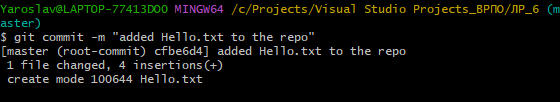 Yaroslav@LAPTOP-77413DOO MINGW64 /c/Projects/Visual Studio Projects_ВРПО/ЛР_6 (m
aster)
$ git commit -m "added Hello.txt to the repo"
[master (root-commit) cfbe6d4] added Hello.txt to the repo
 1 file changed, 4 insertions(+)
 create mode 100644 Hello.txt